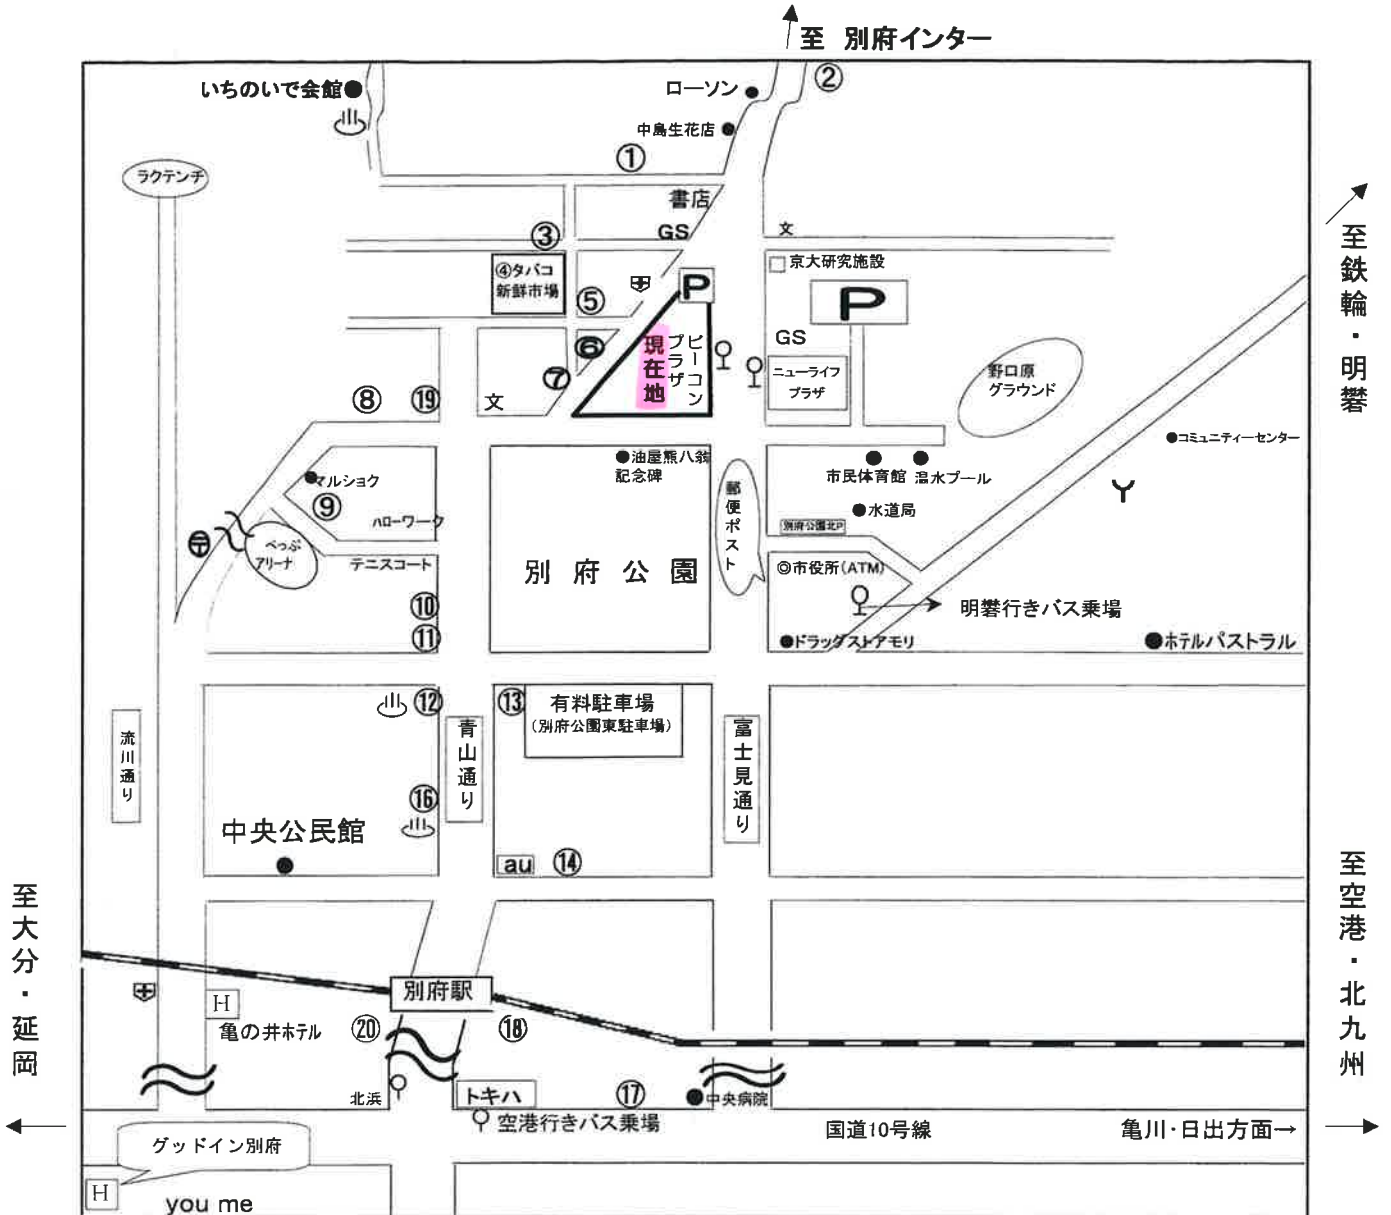 至 別府インター
②
いちのいで会館
ローソン
中島生花店
①
ラクテンチ
書店
③
GS
文
京大研究施設
④タバコ
新鮮市場
⑤
P
P
GS
現在地
ビーコン
プラザ
⑥
⑦
ニューライフ
プラザ
野口原
グラウンド
至鉄輪・明礬
⑧
⑲
文
コミュニティーセンター
油屋熊八翁
記念碑
マルショク
⑨
ハローワーク
市民体育館
温水プール
郵便ポスト
水道局
別府公園北P
〒
べっぷ
アリーナ
テニスコート
別府公園
◎市役所(ATM)
明礬行きバス乗場
⑩
⑪
ドラッグストアモリ
ホテルパストラル
⑫
⑬
有料駐車場
(別府公園東駐車場)
流川通り
青山通り
富士見通り
⑯
中央公民館
au
⑭
至大分・延岡
至空港・北九州
別府駅
H
亀の井ホテル
⑳
⑱
北浜
トキハ
⑰
中央病院
空港行きバス乗場
国道10号線
亀川・日出方面→
グッドイン別府
H
you me